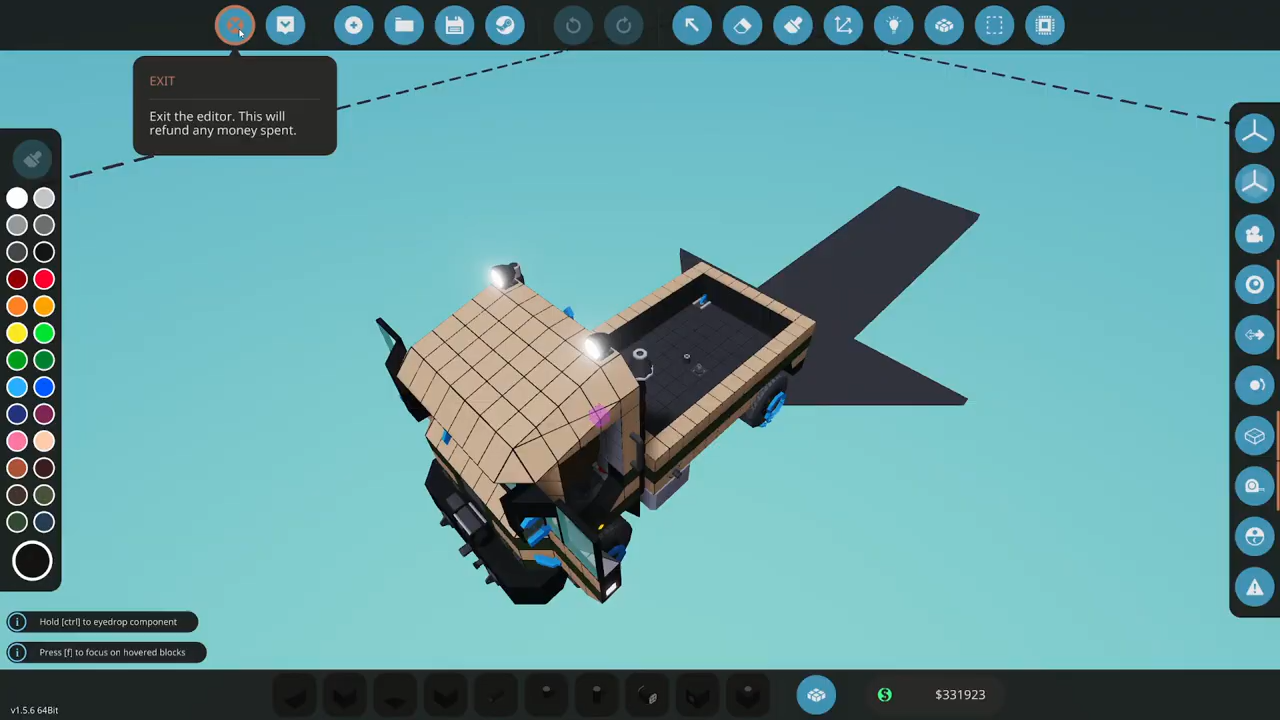 EXIT
Exit the editor. This will
refund any money spent.
Hold [ctrl] to eyedrop component
Press [f] to focus on hovered blocks
$331923
v1.5.6 64Bit